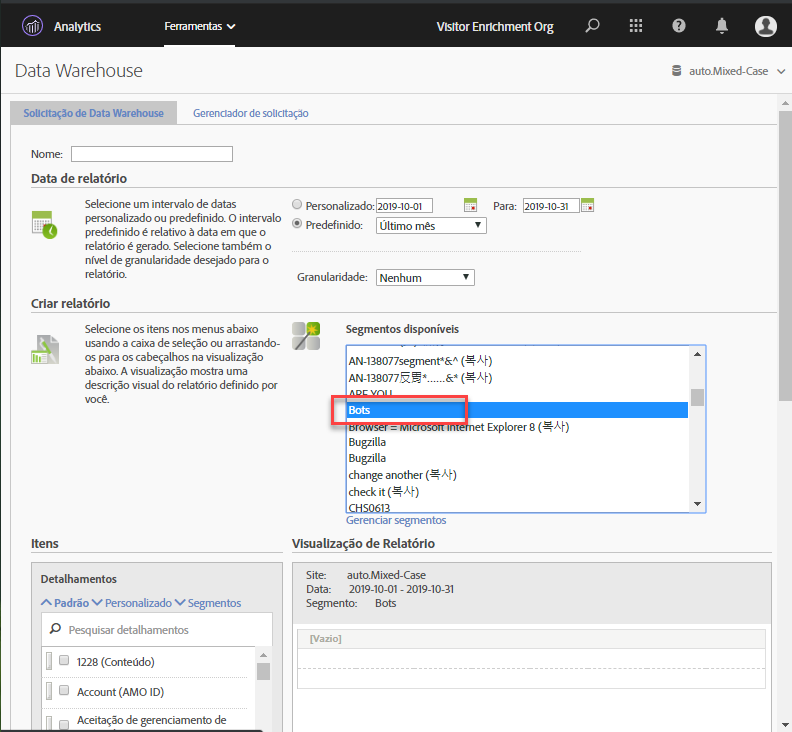 Analytics
Ferramentas
Visitor Enrichment Org
Data Warehouse
auto.Mixed-Case
Solicitação de Data Warehouse
Gerenciador de solicitação
Nome:
Data de relatório
Selecione um intervalo de datas
personalizado ou predefinido. O intervalo
predefinido é relativo à data em que o
relatório é gerado. Selecione também o
nível de granularidade desejado para o
relatório.
Personalizado: 2019-10-01 Para: 2019-10-31
Predefinido: Último mês
Granularidade: Nenhum
Criar relatório
Selecione os itens nos menus abaixo
usando a caixa de seleção ou arrastando-
os para os cabeçalhos na visualização
abaixo. A visualização mostra uma
descrição visual do relatório definido por
você.
Segmentos disponíveis
AN-138077segment*&^ (복사)
AN-138077反胃*……&* (복사)
ARE YOU
Bots
Browser = Microsoft Internet Explorer 8 (복사)
Bugzilla
Bugzilla
change another (복사)
check it (복사)
CHS0613
Gerenciar segmentos
Itens
Visualização de Relatório
Detalhamentos
Padrão Personalizado Segmentos
Pesquisar detalhamentos
1228 (Conteúdo)
Account (AMO ID)
Aceitação de gerenciamento de
Site: auto.Mixed-Case
Data: 2019-10-01 - 2019-10-31
Segmento: Bots
[Vazio]